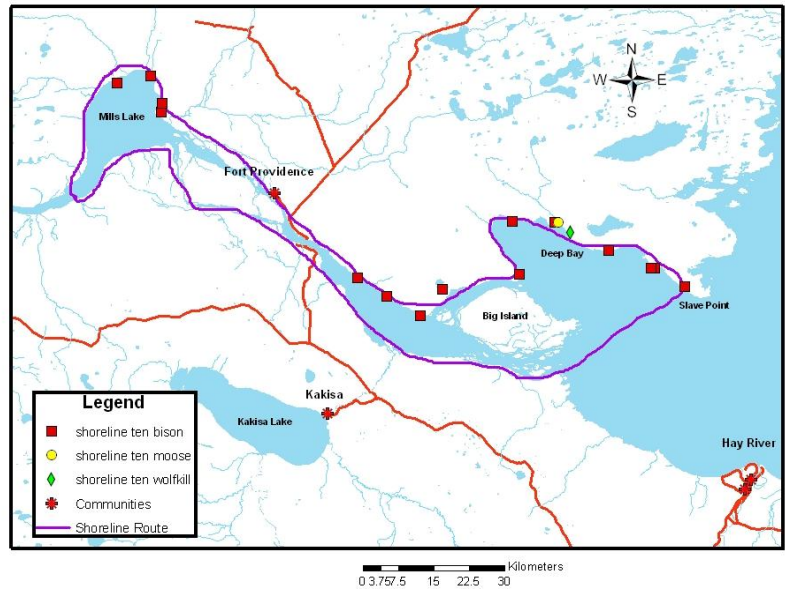 N
W E
S
Mills Lake
Fort Providence
Deep Bay
Slave Point
Big Island
Kakisa
Kakisa Lake
Hay River
Legend
shoreline ten bison
shoreline ten moose
shoreline ten wolfkill
Communities
Shoreline Route
Kilometers
0 3.757.5 15 22.5 30